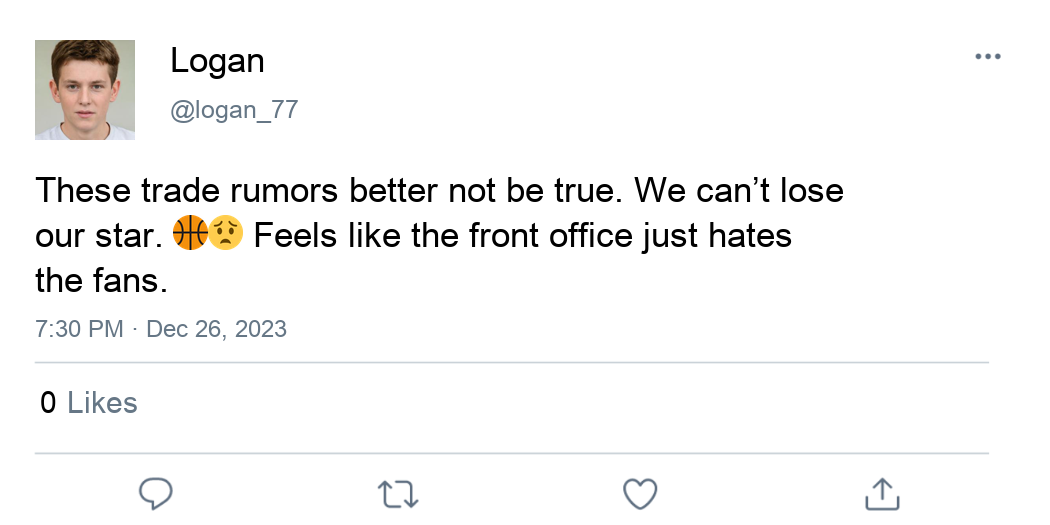 Logan
@logan_77
These trade rumors better not be true. We can’t lose
our star. 🏀😟 Feels like the front office just hates
the fans.
7:30 PM · Dec 26, 2023
0 Likes